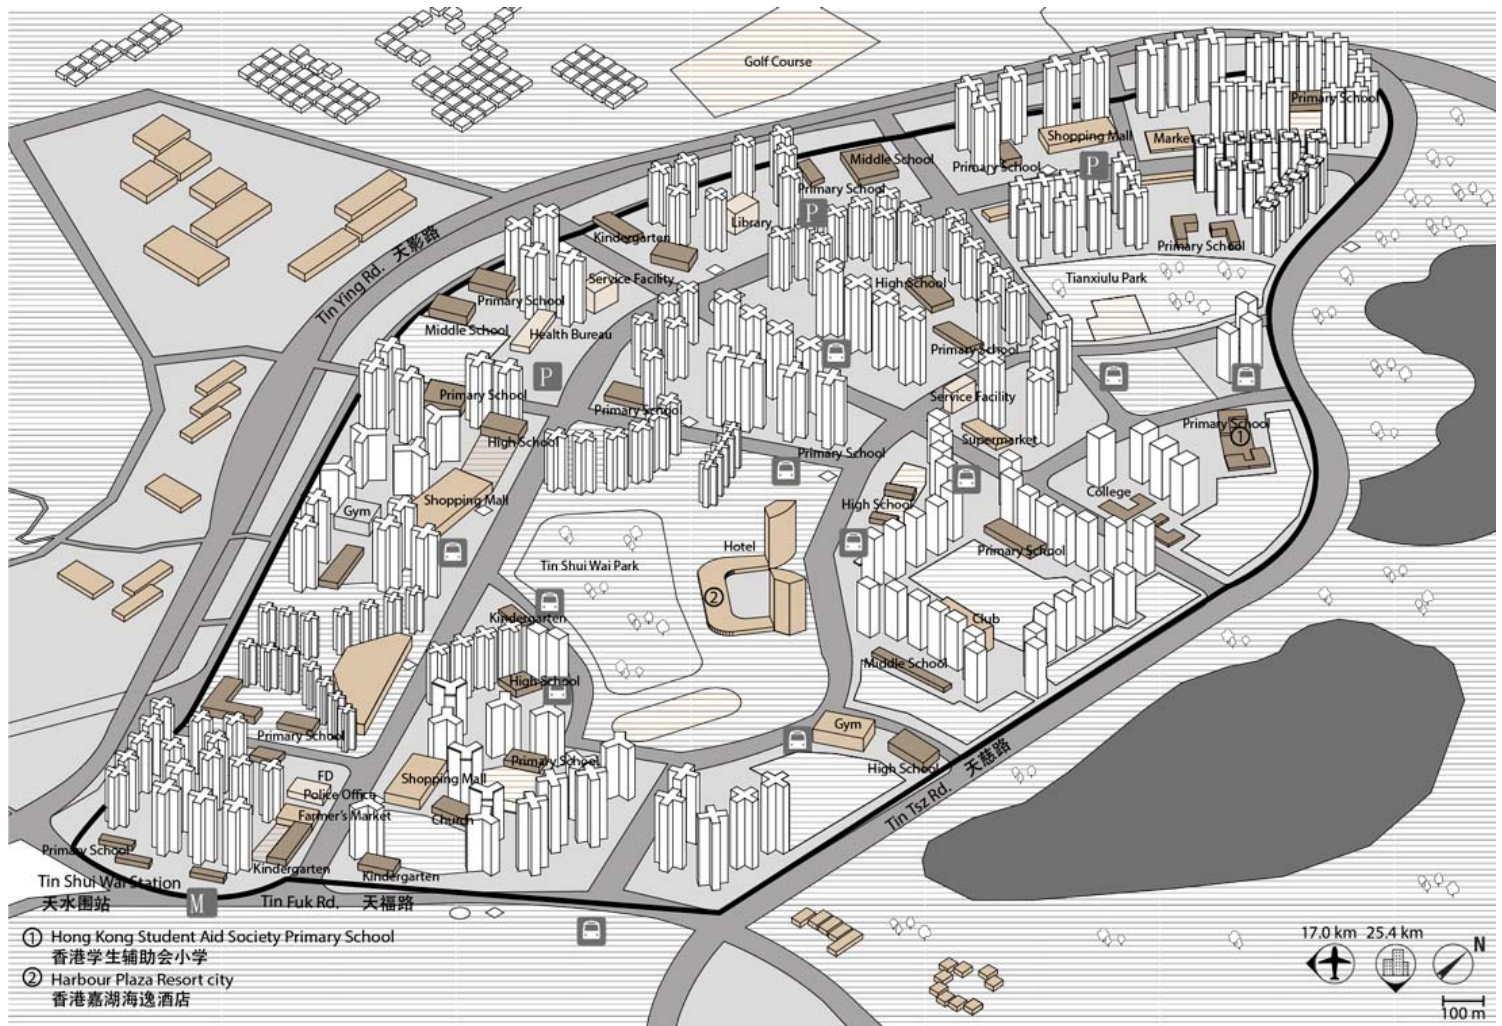 Golf Course
Primary School
Shopping Mall
Market
Middle School
Primary School
Primary School
P
P
Library
Kindergarten
Primary School
天影路
Tin Ying Rd.
Service Facility
High School
Tianxiulu Park
Primary School
Middle School
Health Bureau
Primary School
P
Primary School
Primary School
Service Facility
High School
Supermarket
Primary School
①
Primary School
Shopping Mall
Gym
High School
College
Hotel
Primary School
Tin Shui Wai Park
②
Kindergarten
Club
Middle School
High School
Primary School
Gym
High School
天慈路
Tin Tsz Rd.
Primary School
Shopping Mall
FD
Police Office
Farmer's Market
Church
Primary School
Kindergarten
Kindergarten
Tin Shui Wai Station
天水围站
M
Tin Fuk Rd. 天福路
① Hong Kong Student Aid Society Primary School
香港学生辅助会小学
② Harbour Plaza Resort city
香港嘉湖海逸酒店
17.0 km 25.4 km
N
100 m